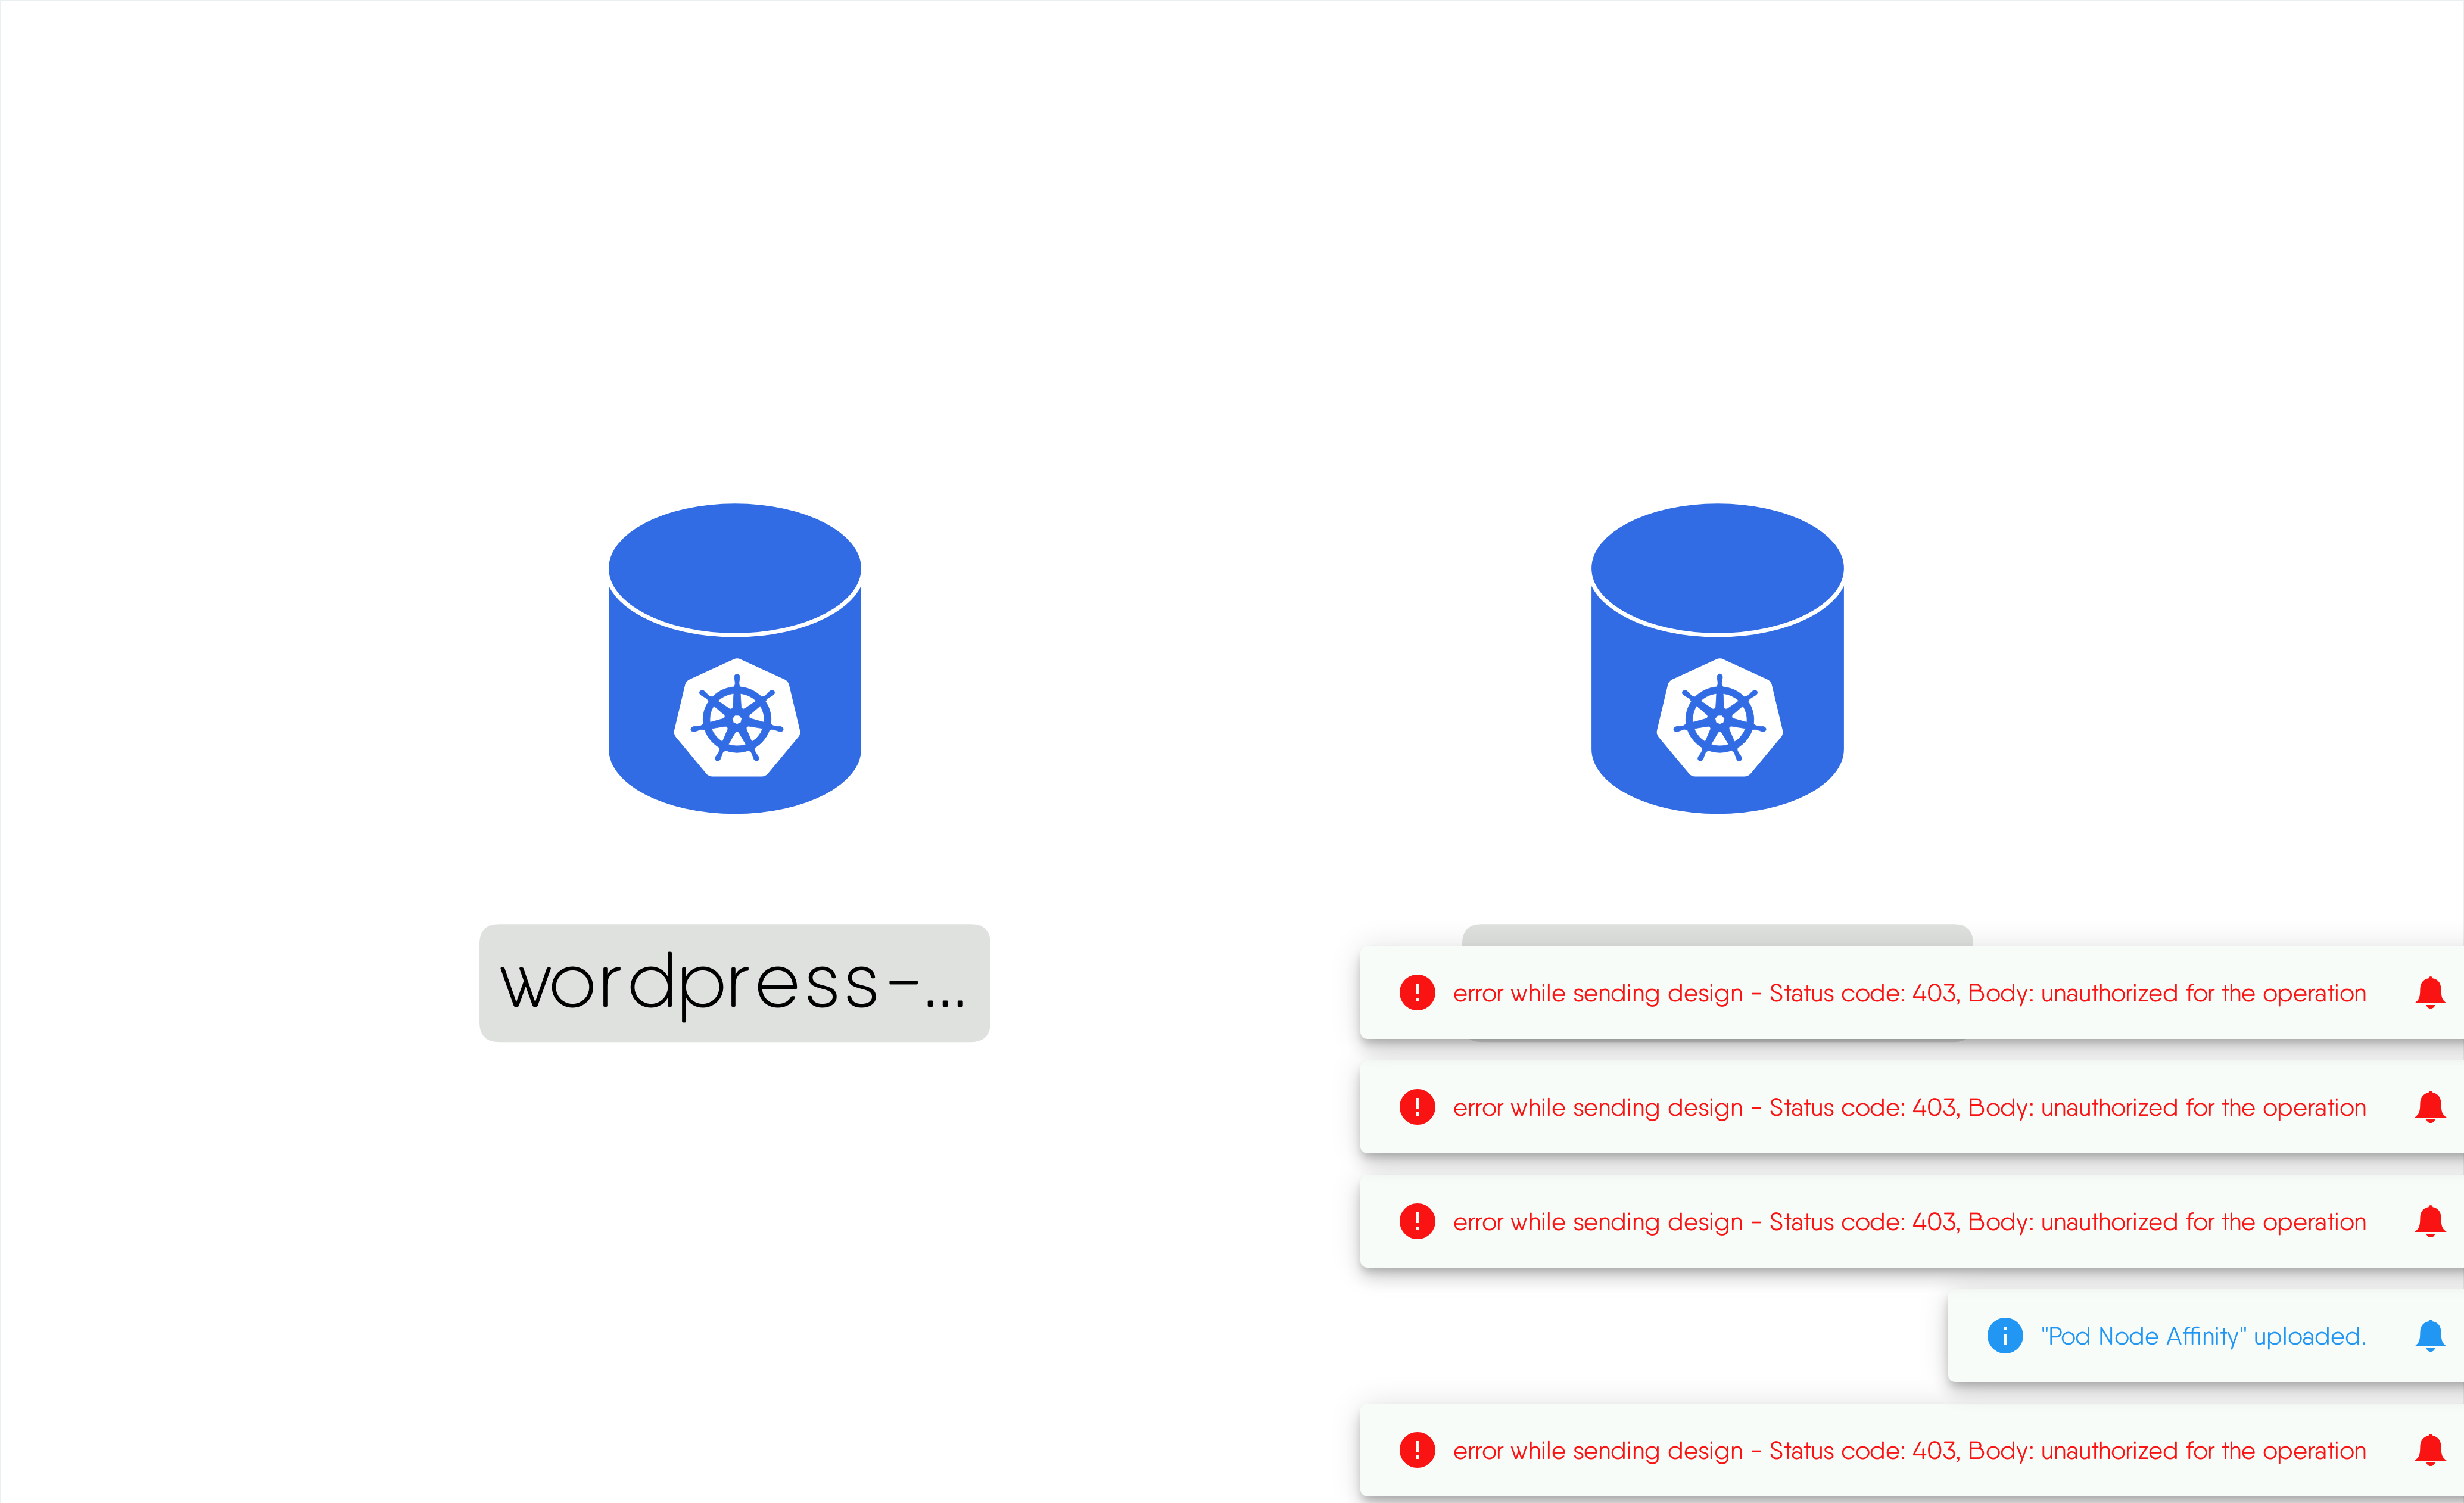 wordpress-...
error while sending design - Status code: 403, Body: unauthorized for the operation
error while sending design - Status code: 403, Body: unauthorized for the operation
error while sending design - Status code: 403, Body: unauthorized for the operation
"Pod Node Affinity" uploaded.
error while sending design - Status code: 403, Body: unauthorized for the operation